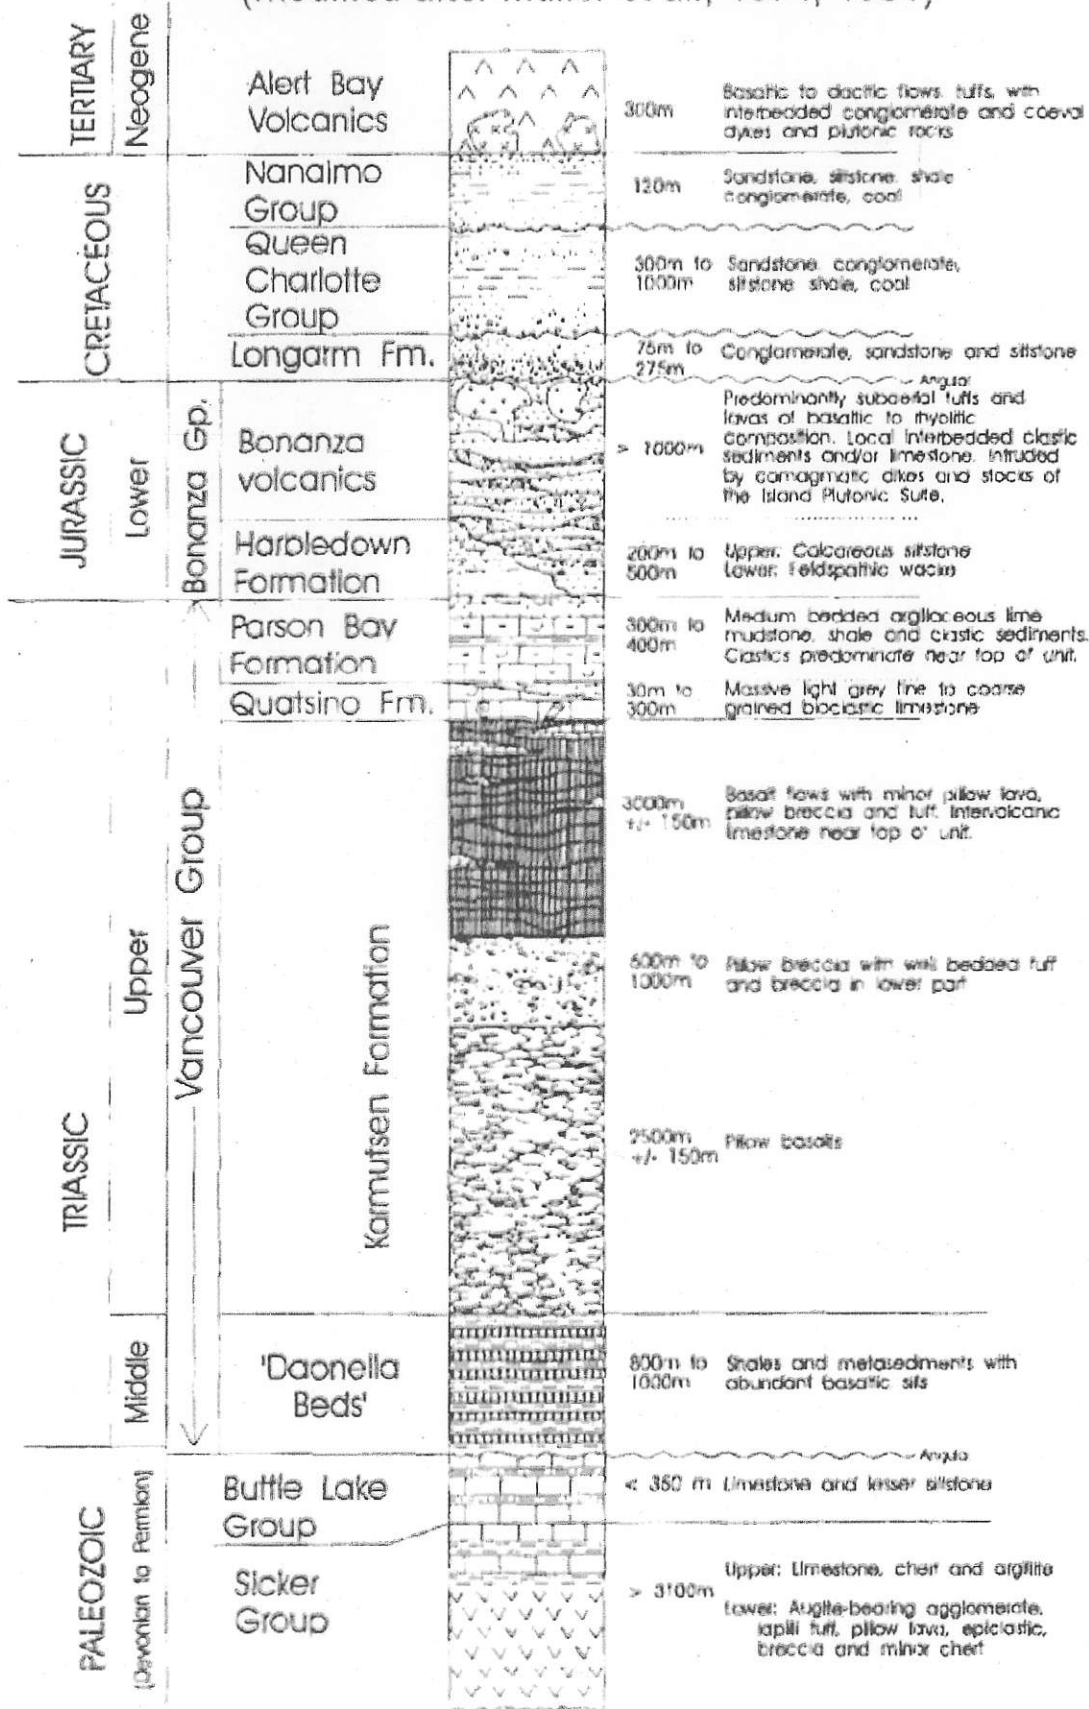 TERTIARY
Neogene
Alert Bay
Volcanics
300m
Basaltic to dacitic flows, tuffs, with
interbedded conglomerate and coeval
dykes and plutonic rocks
CRETACEOUS
Nanaimo
Group
120m
Sandstone, siltstone, shale
conglomerate, coal
Queen
Charlotte
Group
300m to
1000m
Sandstone, conglomerate,
siltstone shale, coal
Longarm Fm.
75m to
275m
Conglomerate, sandstone and siltstone
Angular
JURASSIC
Lower
Bonanza Gp.
Bonanza
volcanics
> 1000m
Predominantly subaerial tuffs and
lavas of basaltic to rhyolitic
composition. Local interbedded clastic
sediments and/or limestone. Intruded
by comagmatic dikes and stocks of
the Island Plutonic Suite.
Harbledown
Formation
200m to
500m
Upper: Calcareous siltstone
Lower: Feldspathic wacke
TRIASSIC
Upper
Vancouver Group
Parson Bay
Formation
300m to
400m
Medium bedded argillaceous lime
mudstone, shale and clastic sediments.
Clastics predominate near top of unit.
Quatsino Fm.
30m to
300m
Massive light grey fine to coarse
grained bioclastic limestone
Karmutsen Formation
3000m
+/- 150m
Basalt flows with minor pillow lava,
pillow breccia and tuff. Intervolcanic
limestone near top of unit.
600m to
1000m
Pillow breccia with well bedded tuff
and breccia in lower part
2500m
+/- 150m
Pillow basalts
Middle
'Daonella
Beds'
800m to
1000m
Shales and metasediments with
abundant basaltic sills
Angular
PALEOZOIC
(Devonian to Permian)
Buttle Lake
Group
< 350 m
Limestone and lesser siltstone
Sicker
Group
> 3100m
Upper: Limestone, chert and argillite
Lower: Augite-bearing agglomerate,
lapilli tuff, pillow lava, epiclastic,
breccia and minor chert